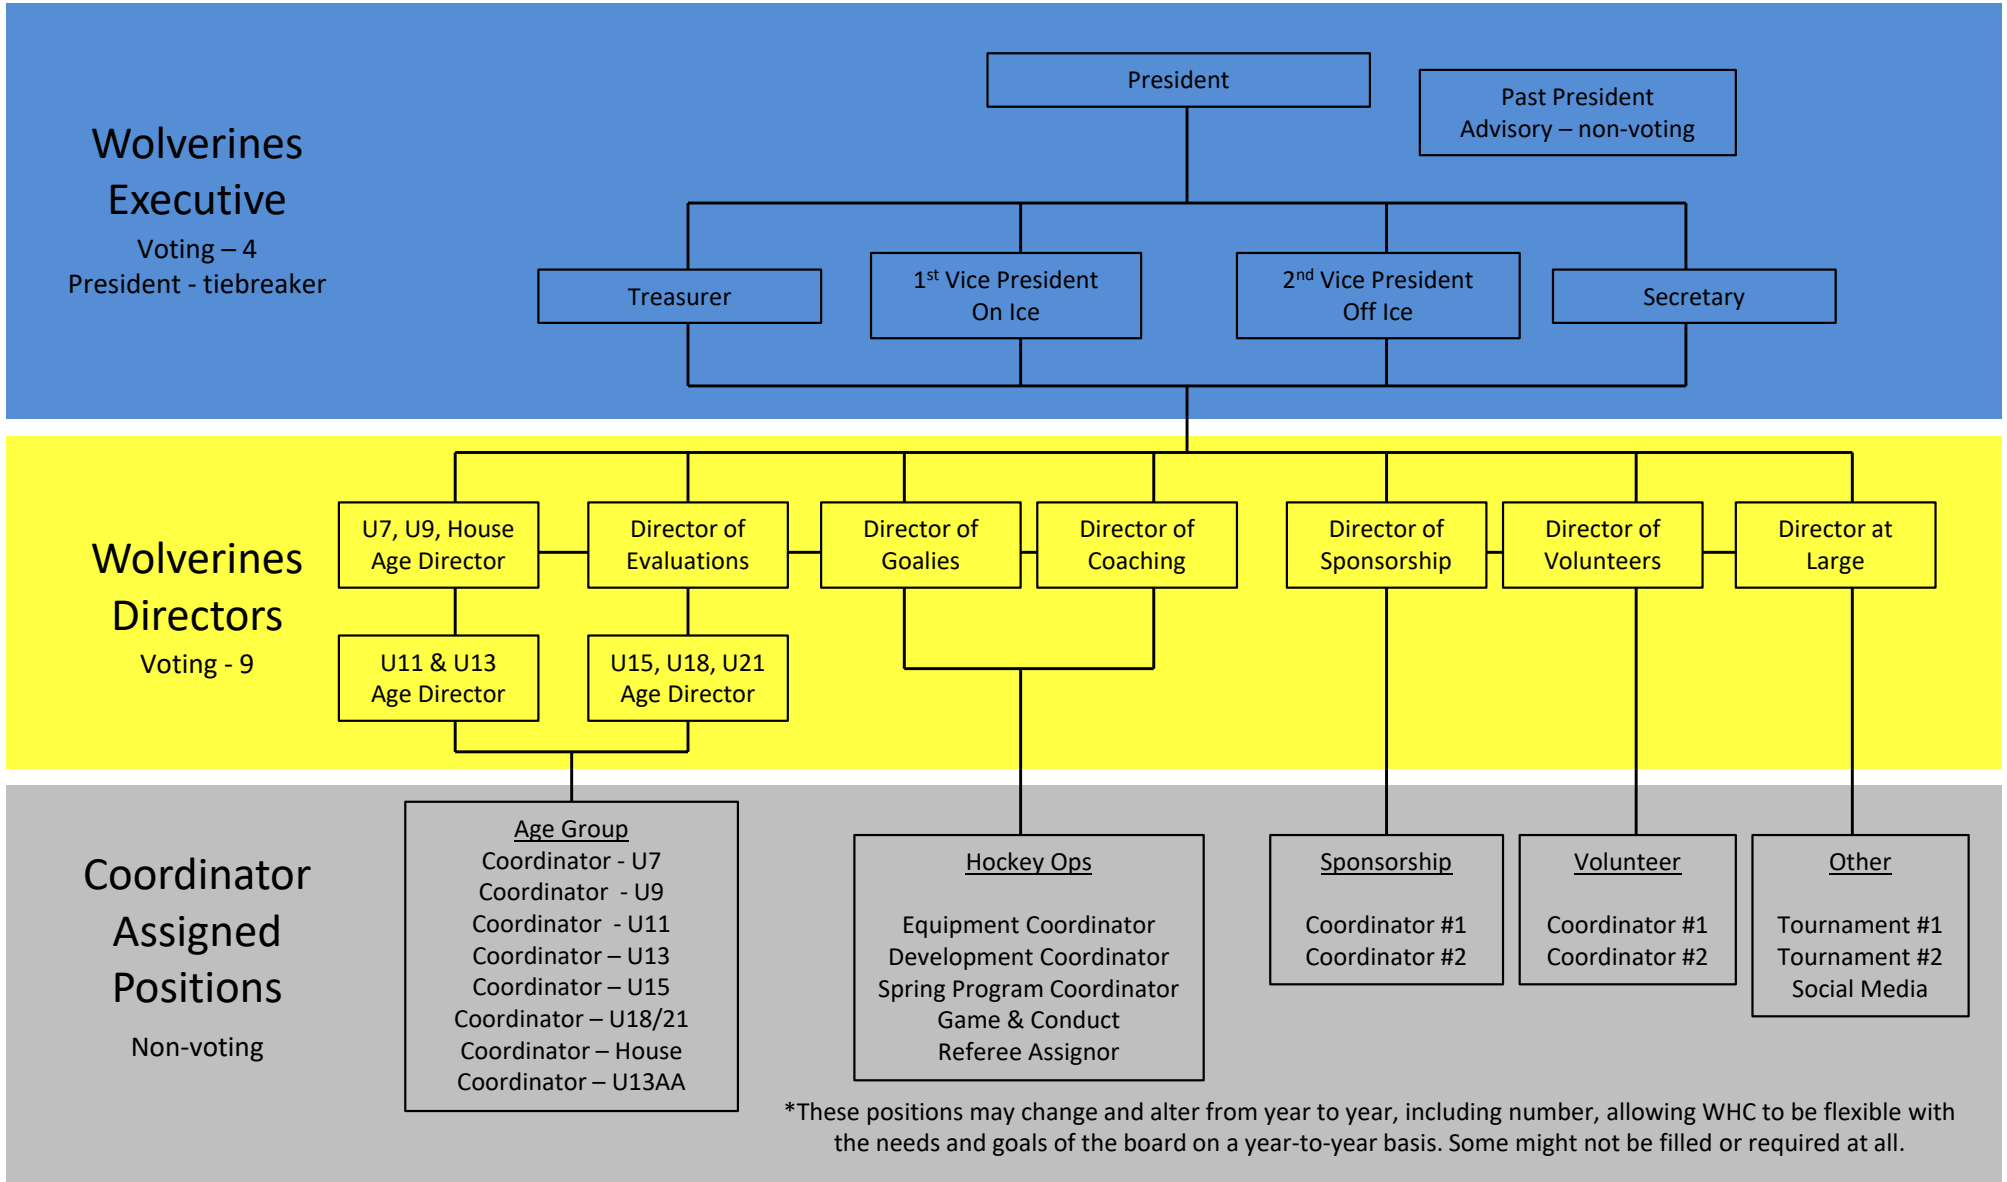 Wolverines
Executive
Voting – 4
President - tiebreaker
President
Past President
Advisory – non-voting
Treasurer
1st Vice President
On Ice
2nd Vice President
Off Ice
Secretary
Wolverines
Directors
Voting - 9
U7, U9, House
Age Director
Director of
Evaluations
Director of
Goalies
Director of
Coaching
Director of
Sponsorship
Director of
Volunteers
Director at
Large
U11 & U13
Age Director
U15, U18, U21
Age Director
Coordinator
Assigned
Positions
Non-voting
Age Group
Coordinator - U7
Coordinator - U9
Coordinator - U11
Coordinator – U13
Coordinator – U15
Coordinator – U18/21
Coordinator – House
Coordinator – U13AA
Hockey Ops
Equipment Coordinator
Development Coordinator
Spring Program Coordinator
Game & Conduct
Referee Assignor
Sponsorship
Coordinator #1
Coordinator #2
Volunteer
Coordinator #1
Coordinator #2
Other
Tournament #1
Tournament #2
Social Media
*These positions may change and alter from year to year, including number, allowing WHC to be flexible with
the needs and goals of the board on a year-to-year basis. Some might not be filled or required at all.